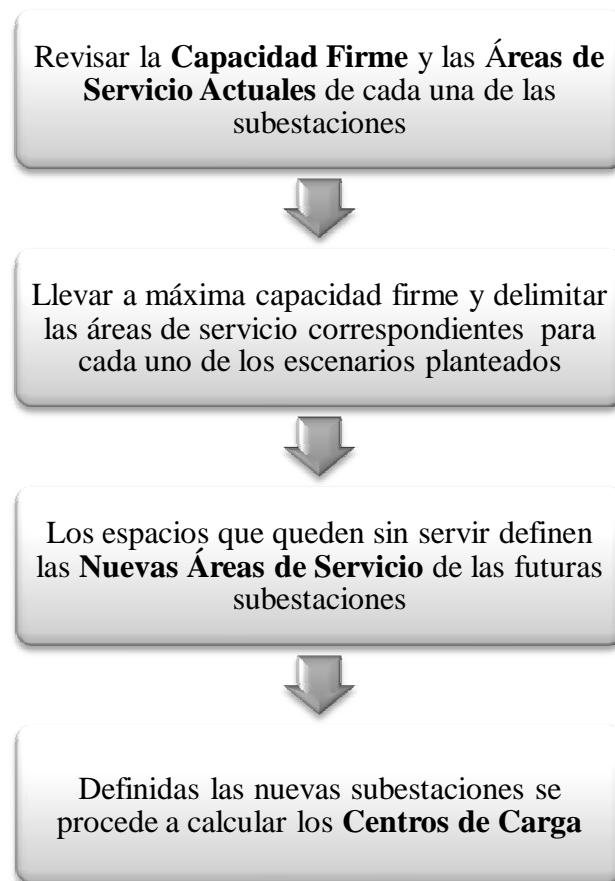 Revisar la Capacidad Firme y las Áreas de
Servicio Actuales de cada una de las
subestaciones
Llevar a máxima capacidad firme y delimitar
las áreas de servicio correspondientes para
cada uno de los escenarios planteados
Los espacios que queden sin servir definen
las Nuevas Áreas de Servicio de las futuras
subestaciones
Definidas las nuevas subestaciones se
procede a calcular los Centros de Carga